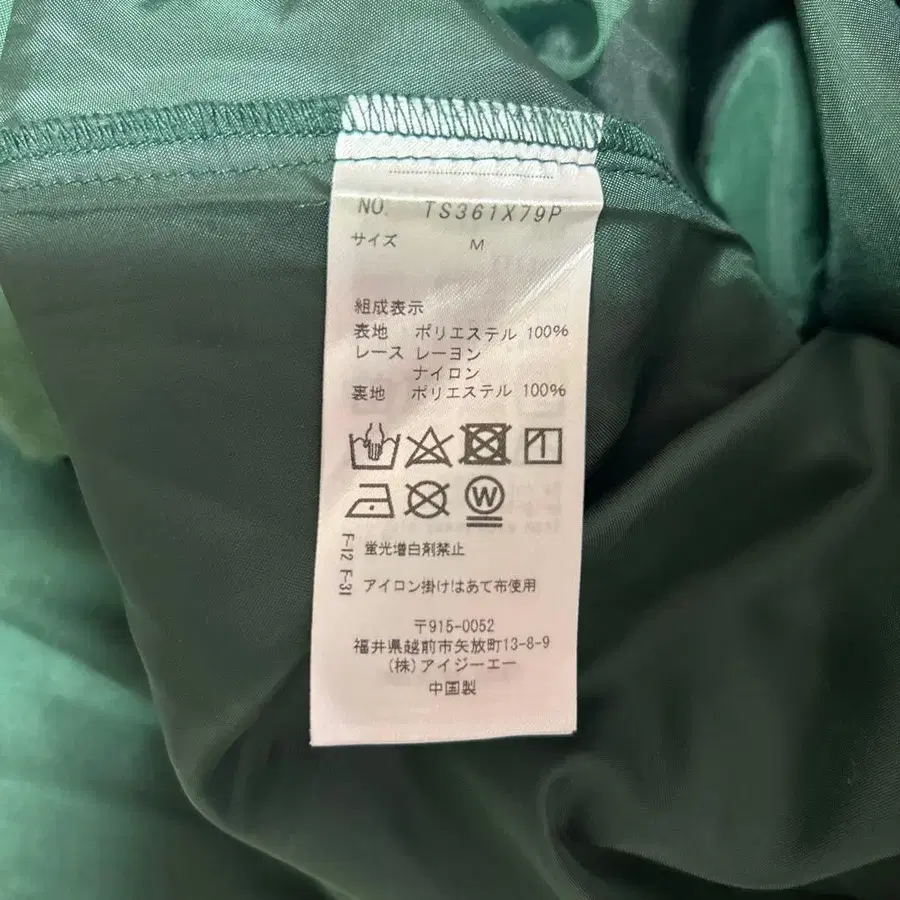 NO. TS361X79P
サイズ M
組成表示
表地 ポリエステル 100%
レース レーヨン
ナイロン
裏地 ポリエステル 100%
W
F-12 F-31
蛍光増白剤禁止
アイロン掛けはあて布使用
〒915-0052
福井県越前市矢放町13-8-9
(株)アイジーエー
中国製